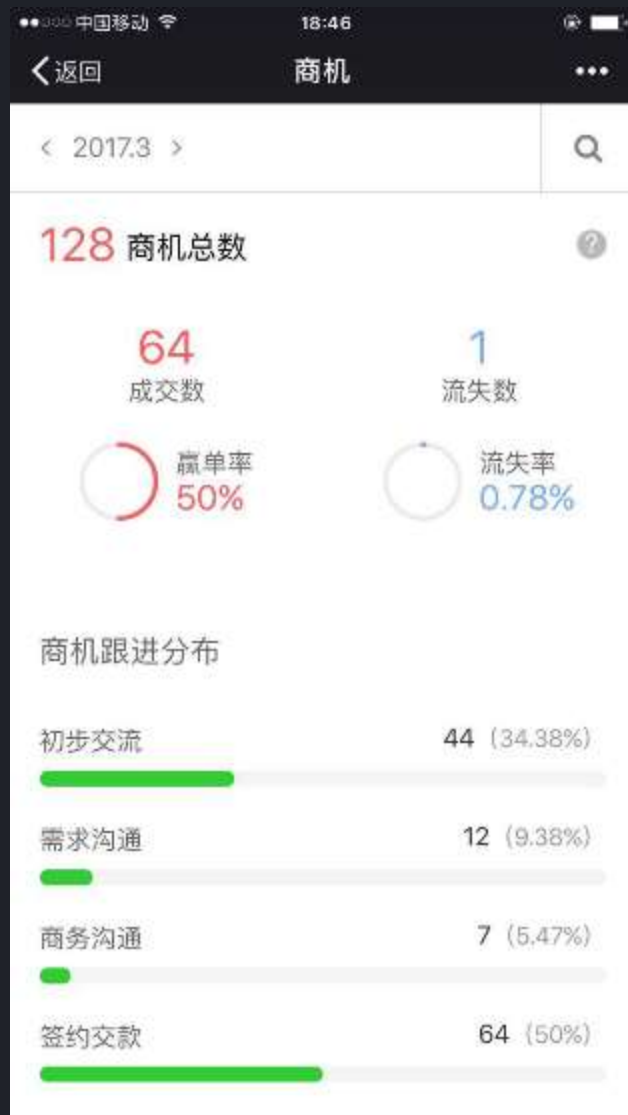 中国移动 18:46
返回 商机
< 2017.3 >
128 商机总数 ?
64 1
成交数 流失数
赢单率 流失率
50% 0.78%
商机跟进分布
初步交流 44 (34.38%)
需求沟通 12 (9.38%)
商务沟通 7 (5.47%)
签约交款 64 (50%)